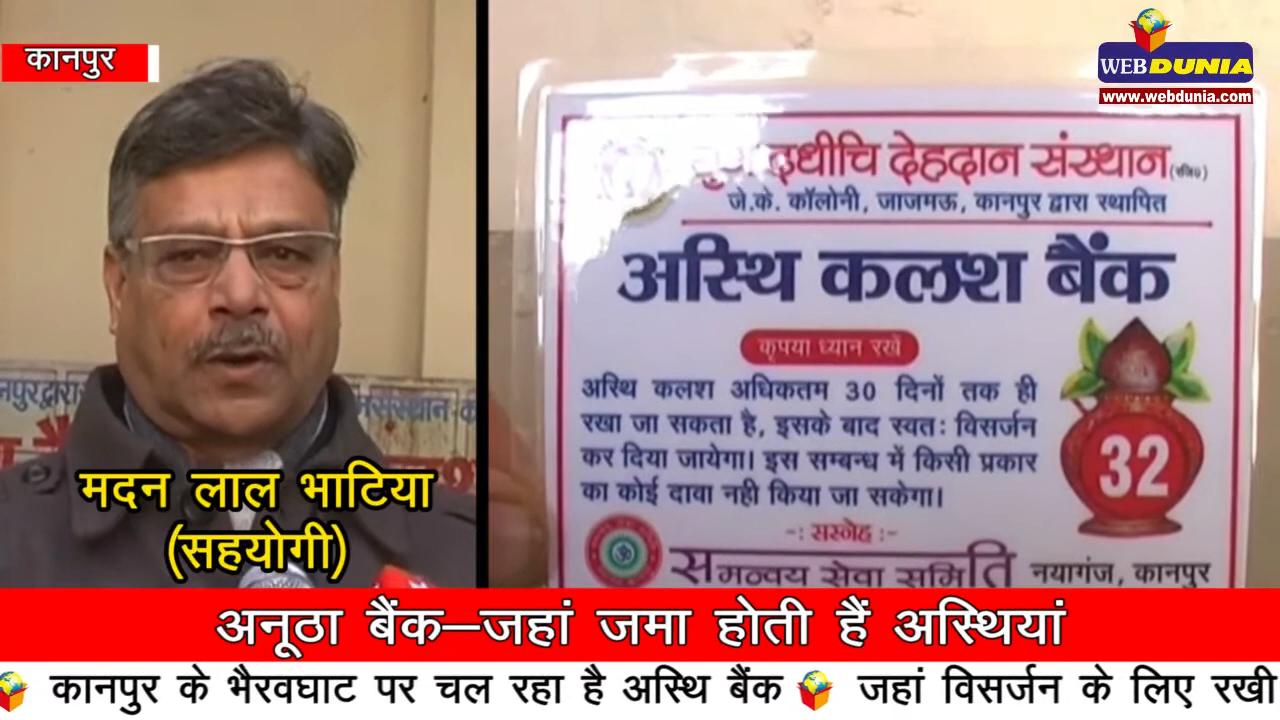 कानपुर
WEBDUNIA
www.webdunia.com
दधीचि देहदान संस्थान (रजि०)
जे.के. कॉलोनी, जाजमऊ, कानपुर द्वारा स्थापित
अस्थि कलश बैंक
कृपया ध्यान रखें
अस्थि कलश अधिकतम 30 दिनों तक ही
रखा जा सकता है, इसके बाद स्वतः विसर्जन
कर दिया जायेगा। इस सम्बन्ध में किसी प्रकार
का कोई दावा नही किया जा सकेगा।
32
-: सस्नेह :-
समन्वय सेवा समिति नयागंज, कानपुर
मदन लाल भाटिया
(सहयोगी)
अनूठा बैंक–जहां जमा होती हैं अस्थियां
कानपुर के भैरवघाट पर चल रहा है अस्थि बैंक जहां विसर्जन के लिए रखी